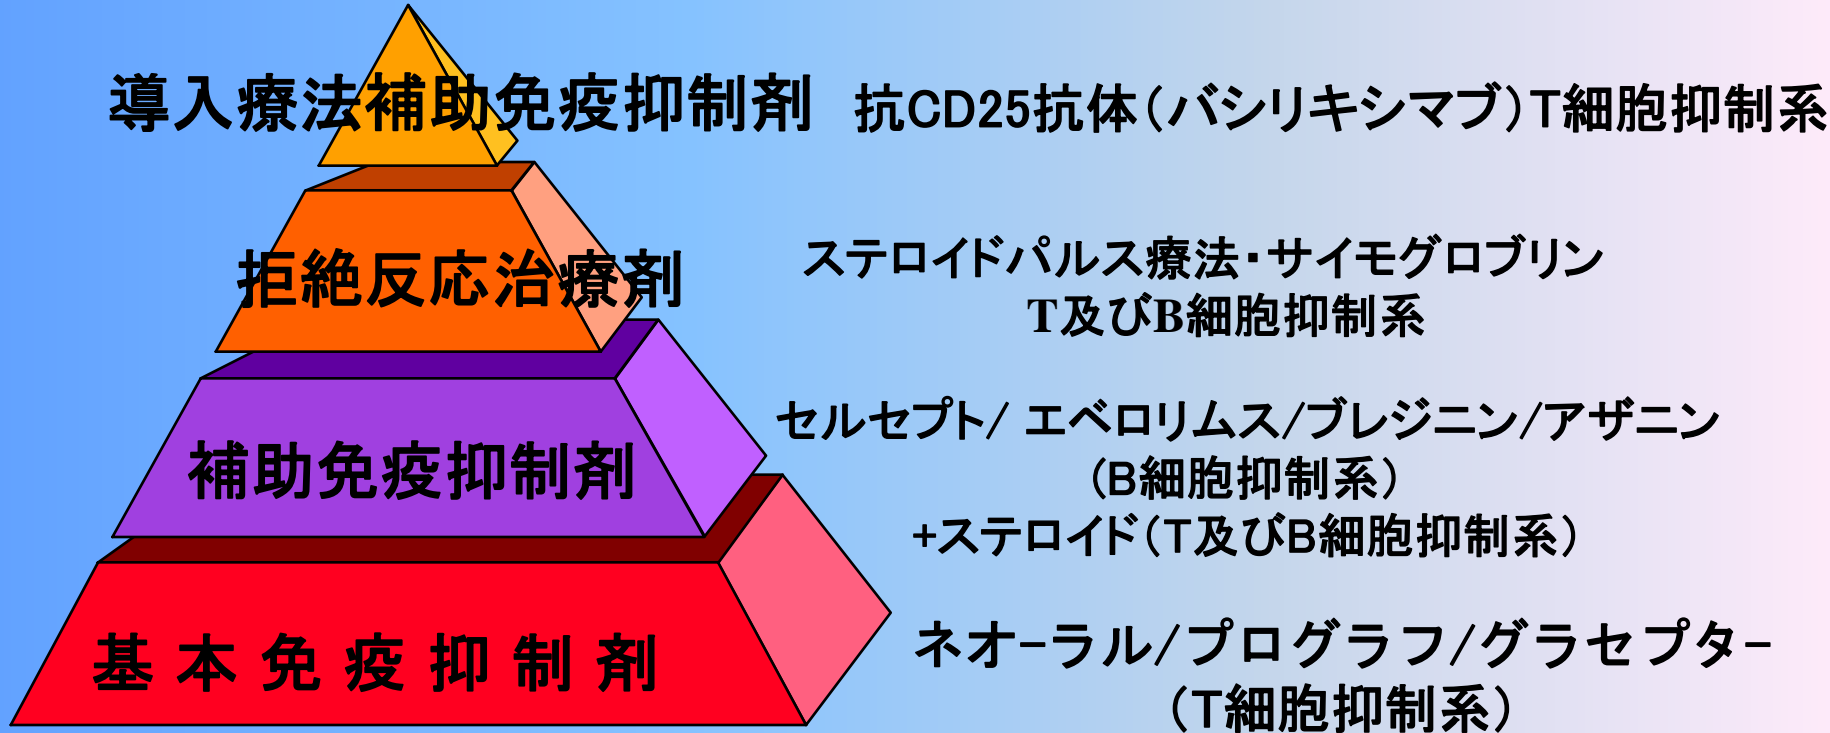 導入療法補助免疫抑制剤 抗CD25抗体(バシリキシマブ)T細胞抑制系
拒絶反応治療剤
ステロイドパルス療法・サイモグロブリン
T及びB細胞抑制系
補助免疫抑制剤
セルセプト/ エベロリムス/ブレジニン/アザニン
(B細胞抑制系)
+ステロイド(T及びB細胞抑制系)
基本免疫抑制剤
ネオ-ラル/プログラフ/グラセプタ-
(T細胞抑制系)